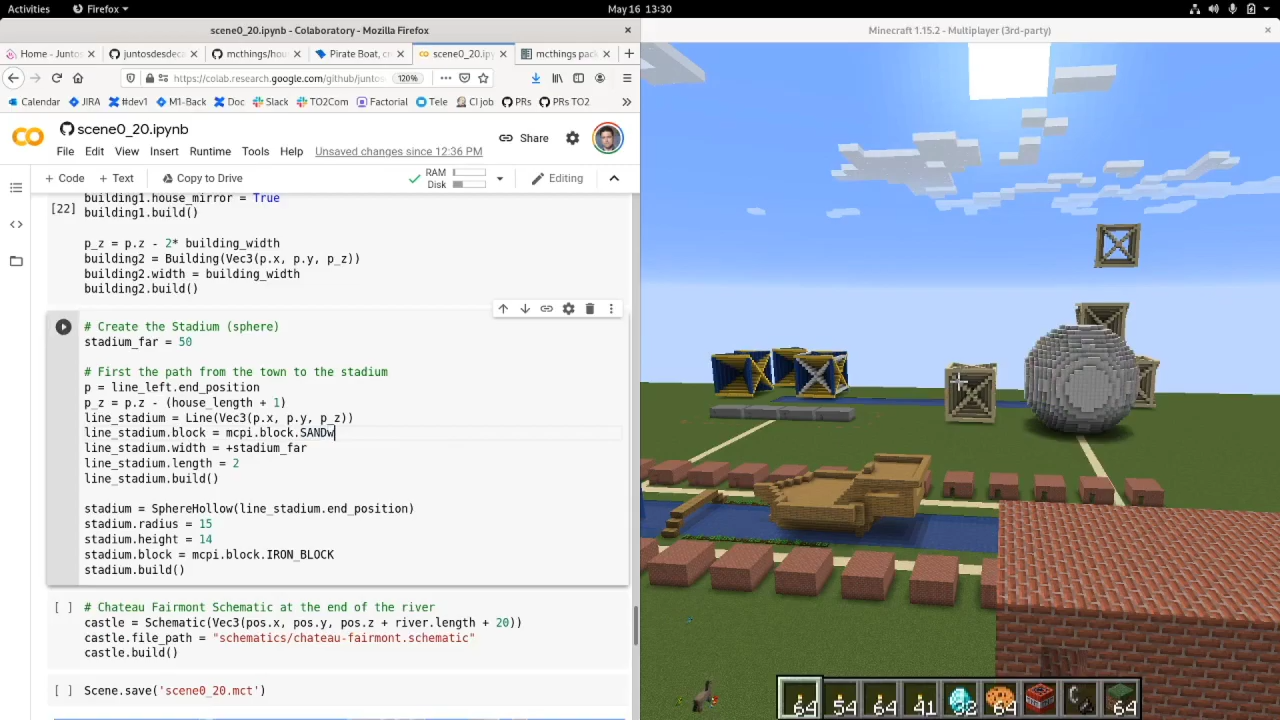 Activities
Firefox
May 16 13:30
scene0_20.ipynb - Colaboratory - Mozilla Firefox
Minecraft 1.15.2 - Multiplayer (3rd-party)
Home - Juntos
juntosdesdec
mcthings/hou
Pirate Boat, c
scene0_20.ipy
mcthings pac
https://colab.research.google.com/github/juntos
120%
Calendar
JIRA
#dev1
M1-Back
Doc
Slack
TO2Com
Factorial
Tele
CI job
PRs
PRs TO2
scene0_20.ipynb
Share
File Edit View Insert Runtime Tools Help Unsaved changes since 12:36 PM
+ Code + Text Copy to Drive
RAM
Disk
Editing
building1.house_mirror = True
[22] building1.build()
p_z = p.z - 2* building_width
building2 = Building(Vec3(p.x, p.y, p_z))
building2.width = building_width
building2.build()
# Create the Stadium (sphere)
stadium_far = 50
# First the path from the town to the stadium
p = line_left.end_position
p_z = p.z - (house_length + 1)
line_stadium = Line(Vec3(p.x, p.y, p_z))
line_stadium.block = mcpi.block.SANDw
line_stadium.width = +stadium_far
line_stadium.length = 2
line_stadium.build()
stadium = SphereHollow(line_stadium.end_position)
stadium.radius = 15
stadium.height = 14
stadium.block = mcpi.block.IRON_BLOCK
stadium.build()
[ ] # Chateau Fairmont Schematic at the end of the river
castle = Schematic(Vec3(pos.x, pos.y, pos.z + river.length + 20))
castle.file_path = "schematics/chateau-fairmont.schematic"
castle.build()
[ ] Scene.save('scene0_20.mct')
64 54 64 41 64 64